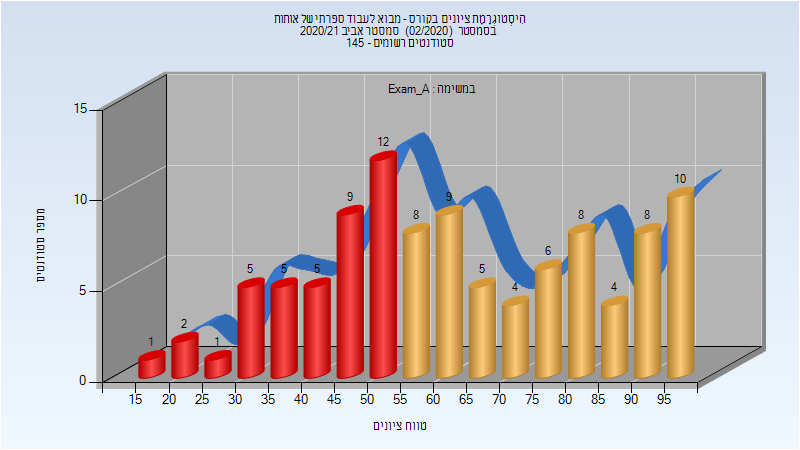 היסטוגרמת ציונים בקורס - מבוא לעבוד ספרתי של אותות
בסמסטר (02/2020) סמסטר אביב 2020/21
סטודנטים רשומים - 145
במשימה : Exam_A
מספר סטודנטים
15
10
5
0
1 2 1 5 5 5 9 12 8 9 5 4 6 8 4 8 10
15 20 25 30 35 40 45 50 55 60 65 70 75 80 85 90 95
טווח ציונים